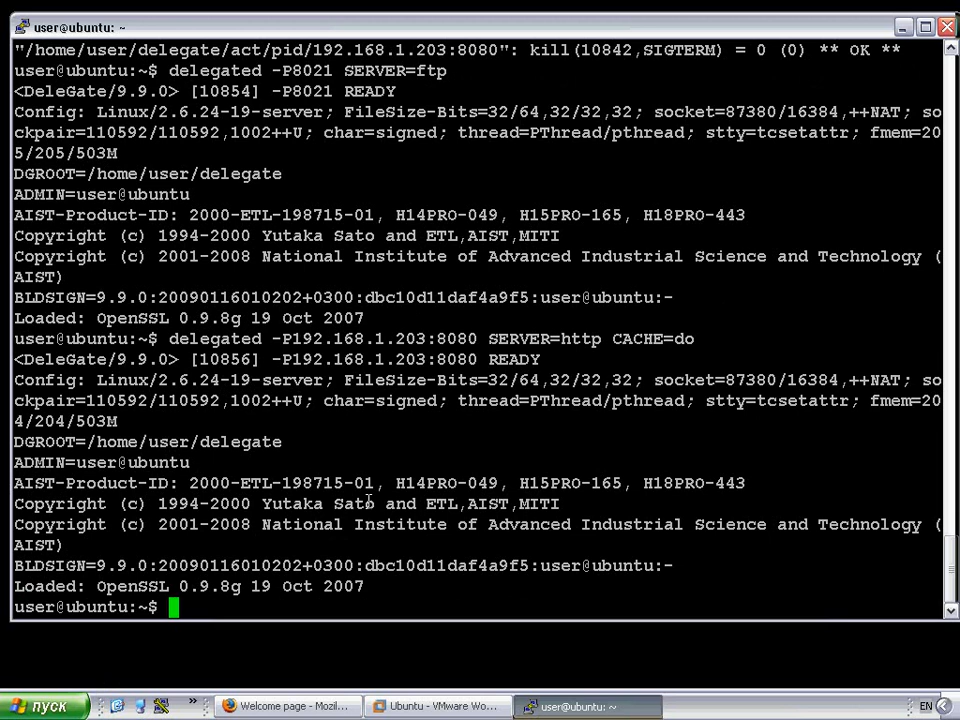 user@ubuntu: ~
"/home/user/delegate/act/pid/192.168.1.203:8080": kill(10842,SIGTERM) = 0 (0) ** OK **
user@ubuntu:~$ delegated -P8021 SERVER=ftp
<DeleGate/9.9.0> [10854] -P8021 READY
Config: Linux/2.6.24-19-server; FileSize-Bits=32/64,32/32,32; socket=87380/16384,++NAT; so
ckpair=110592/110592,1002++U; char=signed; thread=PThread/pthread; stty=tcsetattr; fmem=20
5/205/503M
DGROOT=/home/user/delegate
ADMIN=user@ubuntu
AIST-Product-ID: 2000-ETL-198715-01, H14PRO-049, H15PRO-165, H18PRO-443
Copyright (c) 1994-2000 Yutaka Sato and ETL,AIST,MITI
Copyright (c) 2001-2008 National Institute of Advanced Industrial Science and Technology (
AIST)
BLDSIGN=9.9.0:20090116010202+0300:dbc10d11daf4a9f5:user@ubuntu:-
Loaded: OpenSSL 0.9.8g 19 Oct 2007
user@ubuntu:~$ delegated -P192.168.1.203:8080 SERVER=http CACHE=do
<DeleGate/9.9.0> [10856] -P192.168.1.203:8080 READY
Config: Linux/2.6.24-19-server; FileSize-Bits=32/64,32/32,32; socket=87380/16384,++NAT; so
ckpair=110592/110592,1002++U; char=signed; thread=PThread/pthread; stty=tcsetattr; fmem=20
4/204/503M
DGROOT=/home/user/delegate
ADMIN=user@ubuntu
AIST-Product-ID: 2000-ETL-198715-01, H14PRO-049, H15PRO-165, H18PRO-443
Copyright (c) 1994-2000 Yutaka Sato and ETL,AIST,MITI
Copyright (c) 2001-2008 National Institute of Advanced Industrial Science and Technology (
AIST)
BLDSIGN=9.9.0:20090116010202+0300:dbc10d11daf4a9f5:user@ubuntu:-
Loaded: OpenSSL 0.9.8g 19 Oct 2007
user@ubuntu:~$
пуск » Welcome page - Mozil... Ubuntu - VMware Wo... user@ubuntu: ~ EN